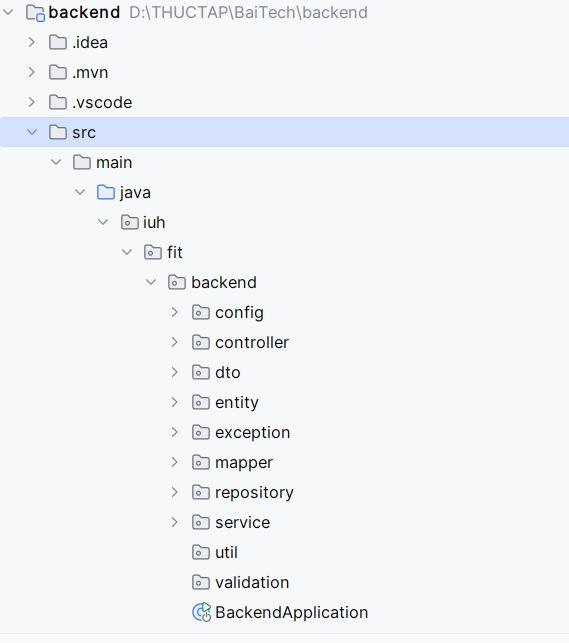 backend D:\THUCTAP\BaiTech\backend
.idea
.mvn
.vscode
src
main
java
iuh
fit
backend
config
controller
dto
entity
exception
mapper
repository
service
util
validation
BackendApplication